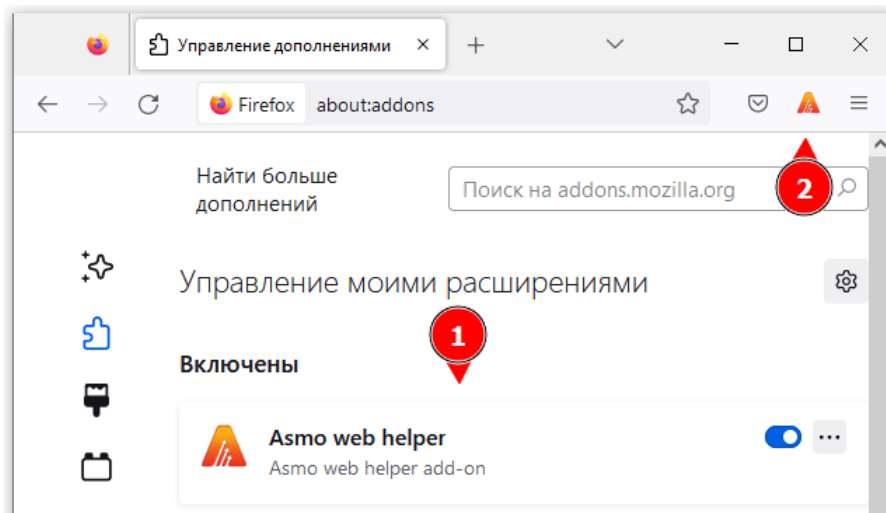 Управление дополнениями
Firefox about:addons
Найти больше
дополнений
Поиск на addons.mozilla.org
2
Управление моими расширениями
1
Включены
Asmo web helper
Asmo web helper add-on